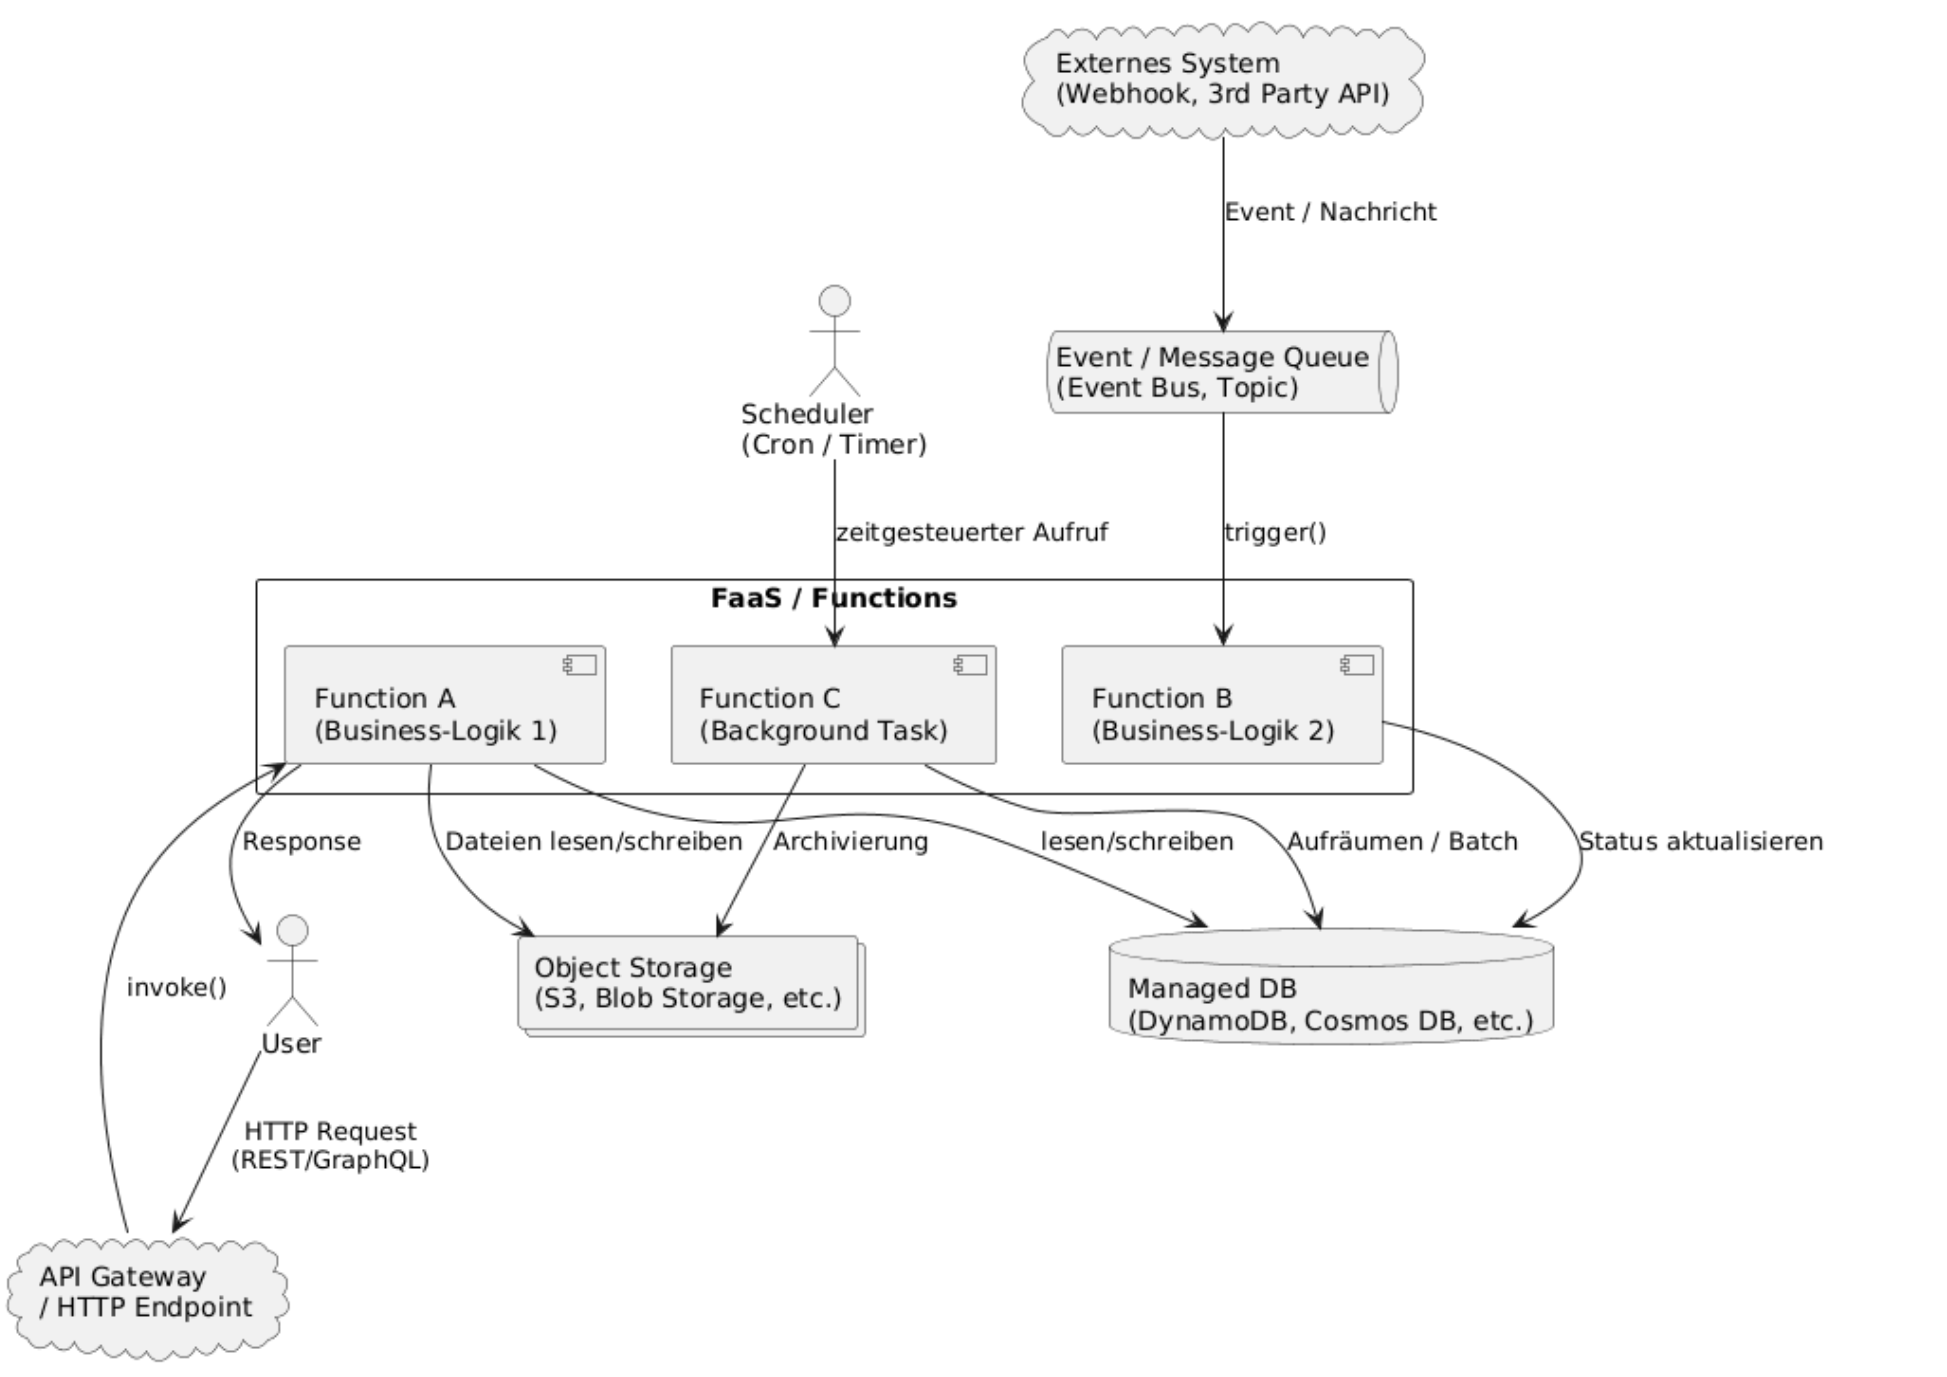 Externes System
(Webhook, 3rd Party API)
Event / Nachricht
Event / Message Queue
(Event Bus, Topic)
Scheduler
(Cron / Timer)
zeitgesteuerter Aufruf
trigger()
FaaS / Functions
Function A
(Business-Logik 1)
Function C
(Background Task)
Function B
(Business-Logik 2)
Response
Dateien lesen/schreiben
Archivierung
lesen/schreiben
Aufräumen / Batch
Status aktualisieren
invoke()
User
Object Storage
(S3, Blob Storage, etc.)
Managed DB
(DynamoDB, Cosmos DB, etc.)
HTTP Request
(REST/GraphQL)
API Gateway
/ HTTP Endpoint